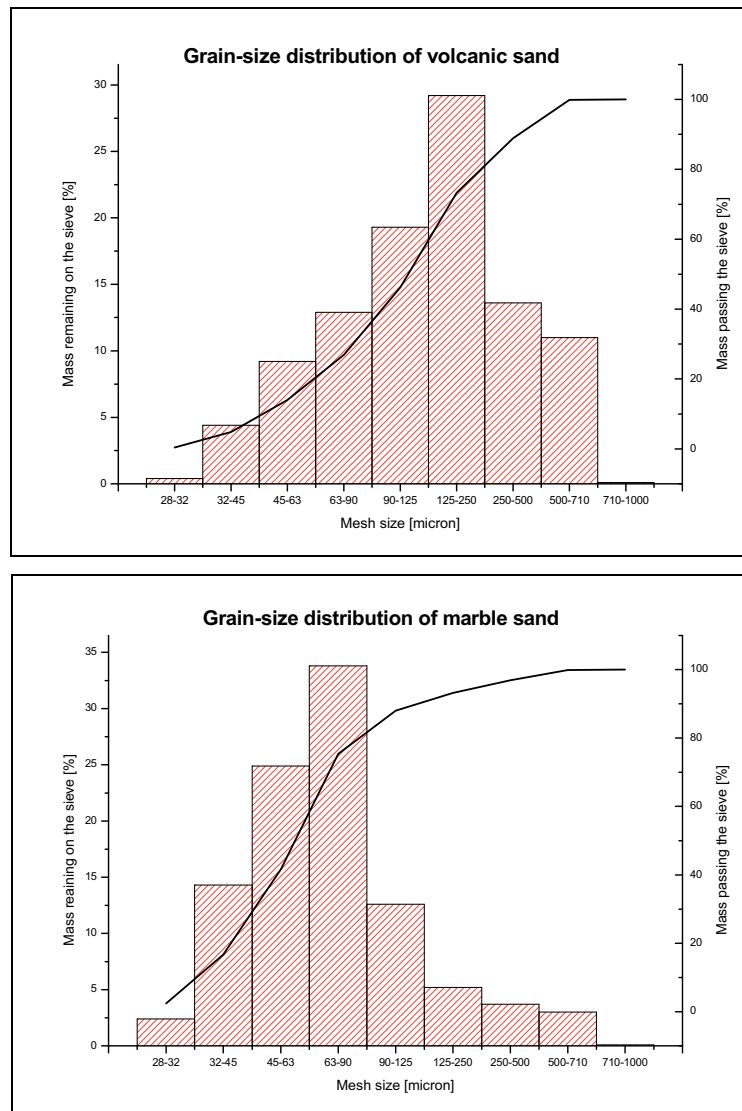 Grain-size distribution of volcanic sand
30
25
20
15
10
5
0
Mass remaining on the sieve [%]
100
80
60
40
20
0
Mass passing the sieve [%]
28-32 32-45 45-63 63-90 90-125 125-250 250-500 500-710 710-1000
Mesh size [micron]
Grain-size distribution of marble sand
35
30
25
20
15
10
5
0
Mass reaining on the sieve [%]
100
80
60
40
20
0
Mass passing the sieve [%]
28-32 32-45 45-63 63-90 90-125 125-250 250-500 500-710 710-1000
Mesh size [micron]